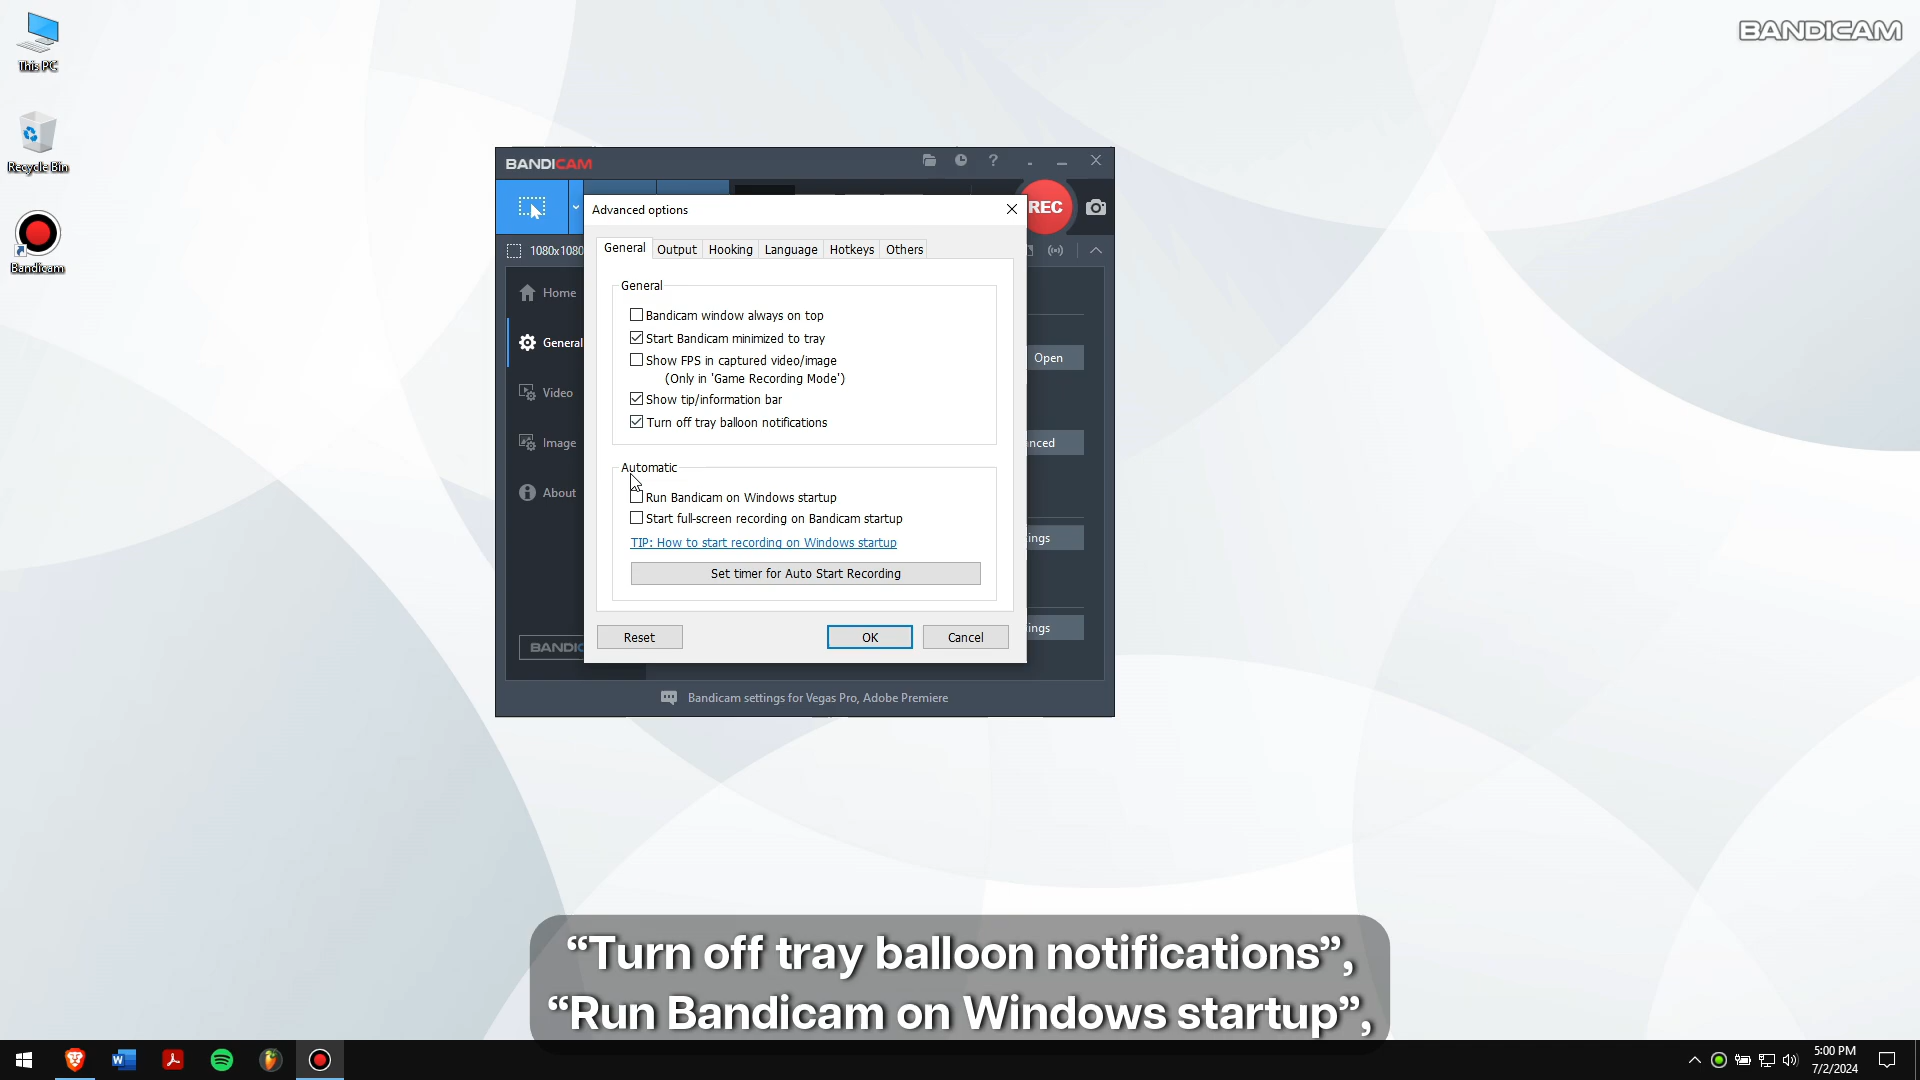 This PC
Recycle Bin
Bandicam
BANDICAM
BANDICAM
REC
1080x1080
Home
General
Video
Image
About
Advanced options
General
Output
Hooking
Language
Hotkeys
Others
General
Bandicam window always on top
Start Bandicam minimized to tray
Show FPS in captured video/image
(Only in 'Game Recording Mode')
Show tip/information bar
Turn off tray balloon notifications
Automatic
Run Bandicam on Windows startup
Start full-screen recording on Bandicam startup
TIP: How to start recording on Windows startup
Set timer for Auto Start Recording
Reset
OK
Cancel
Open
nced
ings
ings
BANDIC
Bandicam settings for Vegas Pro, Adobe Premiere
“Turn off tray balloon notifications”,
“Run Bandicam on Windows startup”,
5:00 PM
7/2/2024